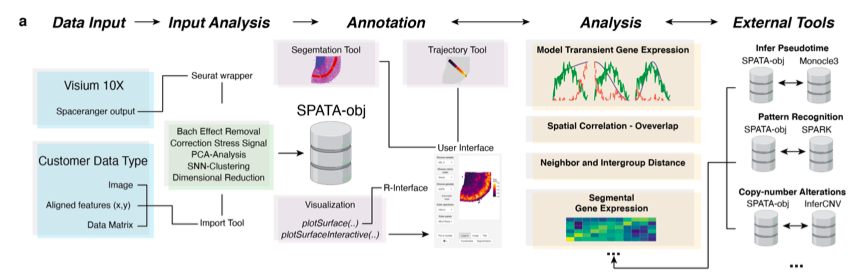 a
Data Input
Input Analysis
Annotation
Analysis
External Tools
Visium 10X
Spaceranger output
Customer Data Type
Image
Aligned features (x,y)
Data Matrix
Seurat wrapper
Bach Effect Removal
Correction Stress Signal
PCA-Analysis
SNN-Clustering
Dimensional Reduction
Import Tool
Segemtation Tool
Trajectory Tool
SPATA-obj
User Interface
R-Interface
Visualization
plotSurface(..)
plotSurfaceInteractive(..)
Model Traransient Gene Expression
Spatial Correlation - Oveverlap
Neighbor and Intergroup Distance
Segmental
Gene Expression
...
Infer Pseudotime
SPATA-obj Monocle3
Pattern Recognition
SPATA-obj SPARK
Copy-number Alterations
SPATA-obj InferCNV
...